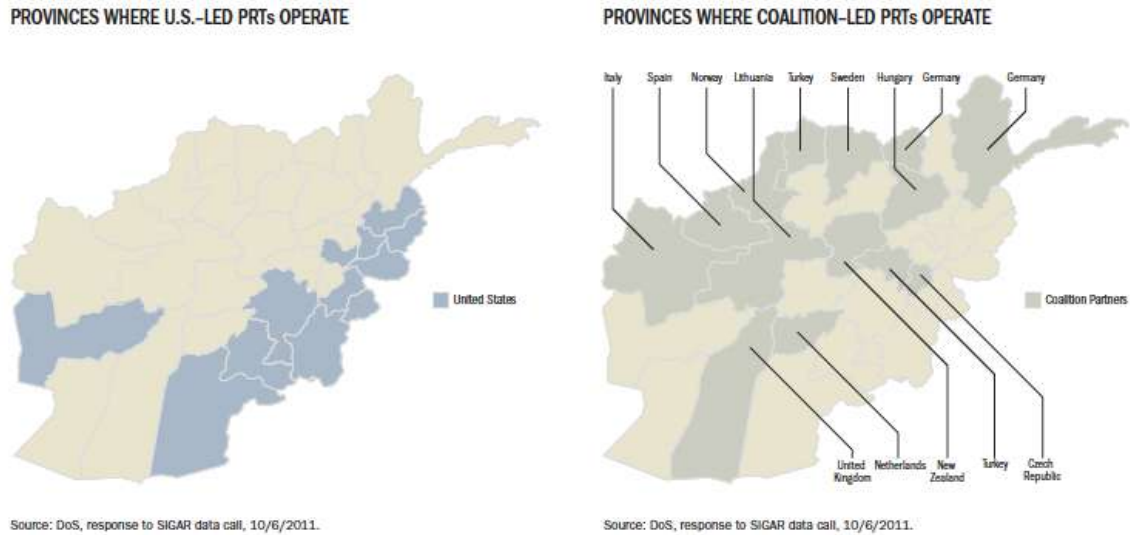 PROVINCES WHERE U.S.–LED PRTs OPERATE
United States
Source: DoS, response to SIGAR data call, 10/6/2011.
PROVINCES WHERE COALITION–LED PRTs OPERATE
Italy
Spain
Norway
Lithuania
Turkey
Sweden
Hungary
Germany
Germany
Coalition Partners
United
Kingdom
Netherlands
New
Zealand
Turkey
Czech
Republic
Source: DoS, response to SIGAR data call, 10/6/2011.